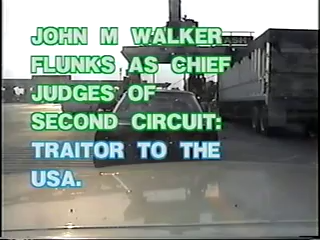 JOHN M WALKER
FLUNKS AS CHIEF
JUDGES OF
SECOND CIRCUIT:
TRAITOR TO THE
USA.